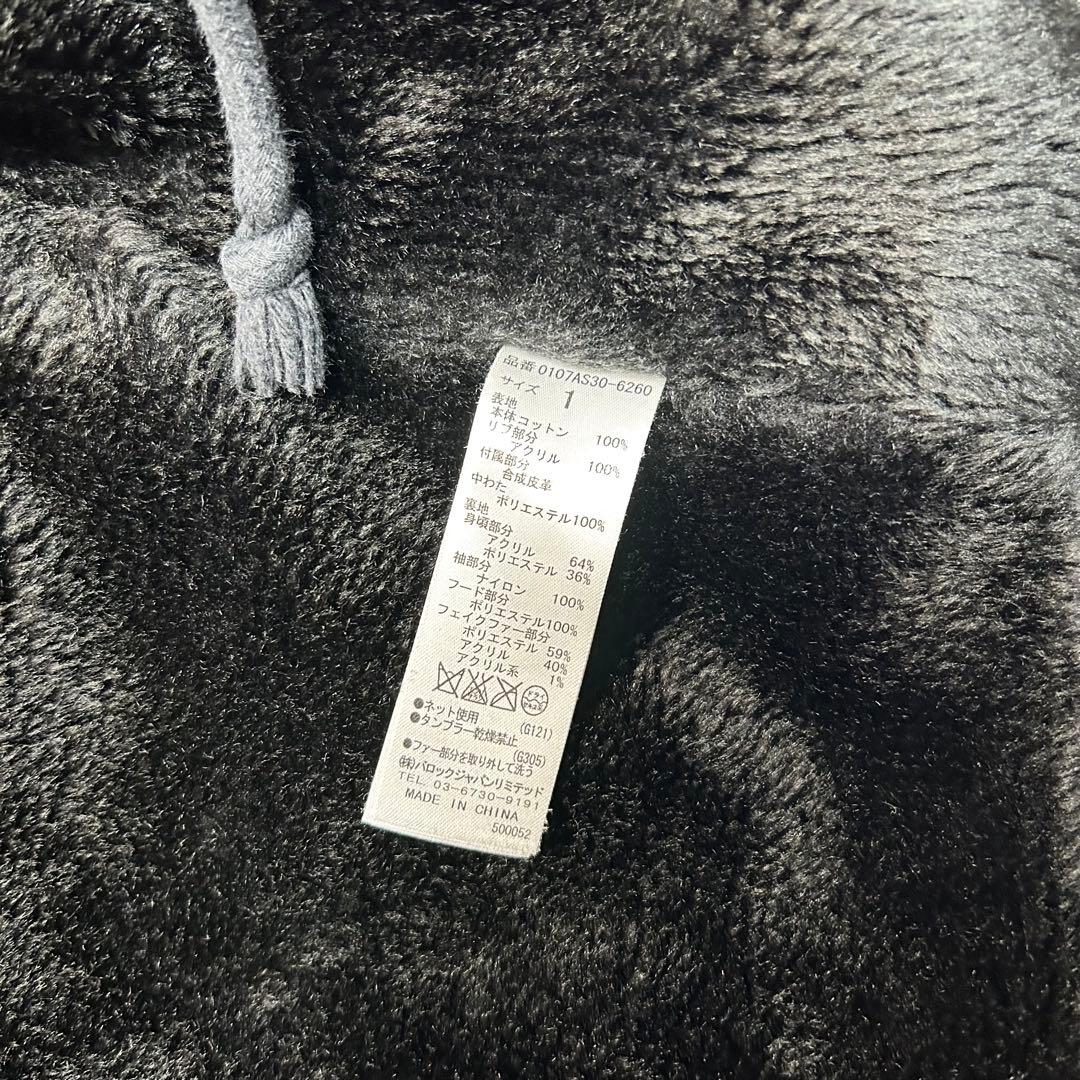 品番 0107AS30-6260
サイズ 1
表地
本体コットン 100%
リブ部分
アクリル 100%
付属部分
合成皮革
中わた
ポリエステル100%
裏地
身頃部分
アクリル 64%
ポリエステル 36%
袖部分
ナイロン 100%
フード部分
ポリエステル100%
フェイクファー部分
ポリエステル 59%
アクリル 40%
アクリル系 1%
ドライ
●ネット使用 (G121)
●タンブラー乾燥禁止
(G305)
●ファー部分を取り外して洗う
(株)バロックジャパンリミテッド
TEL. 03-6730-9191
MADE IN CHINA
500052